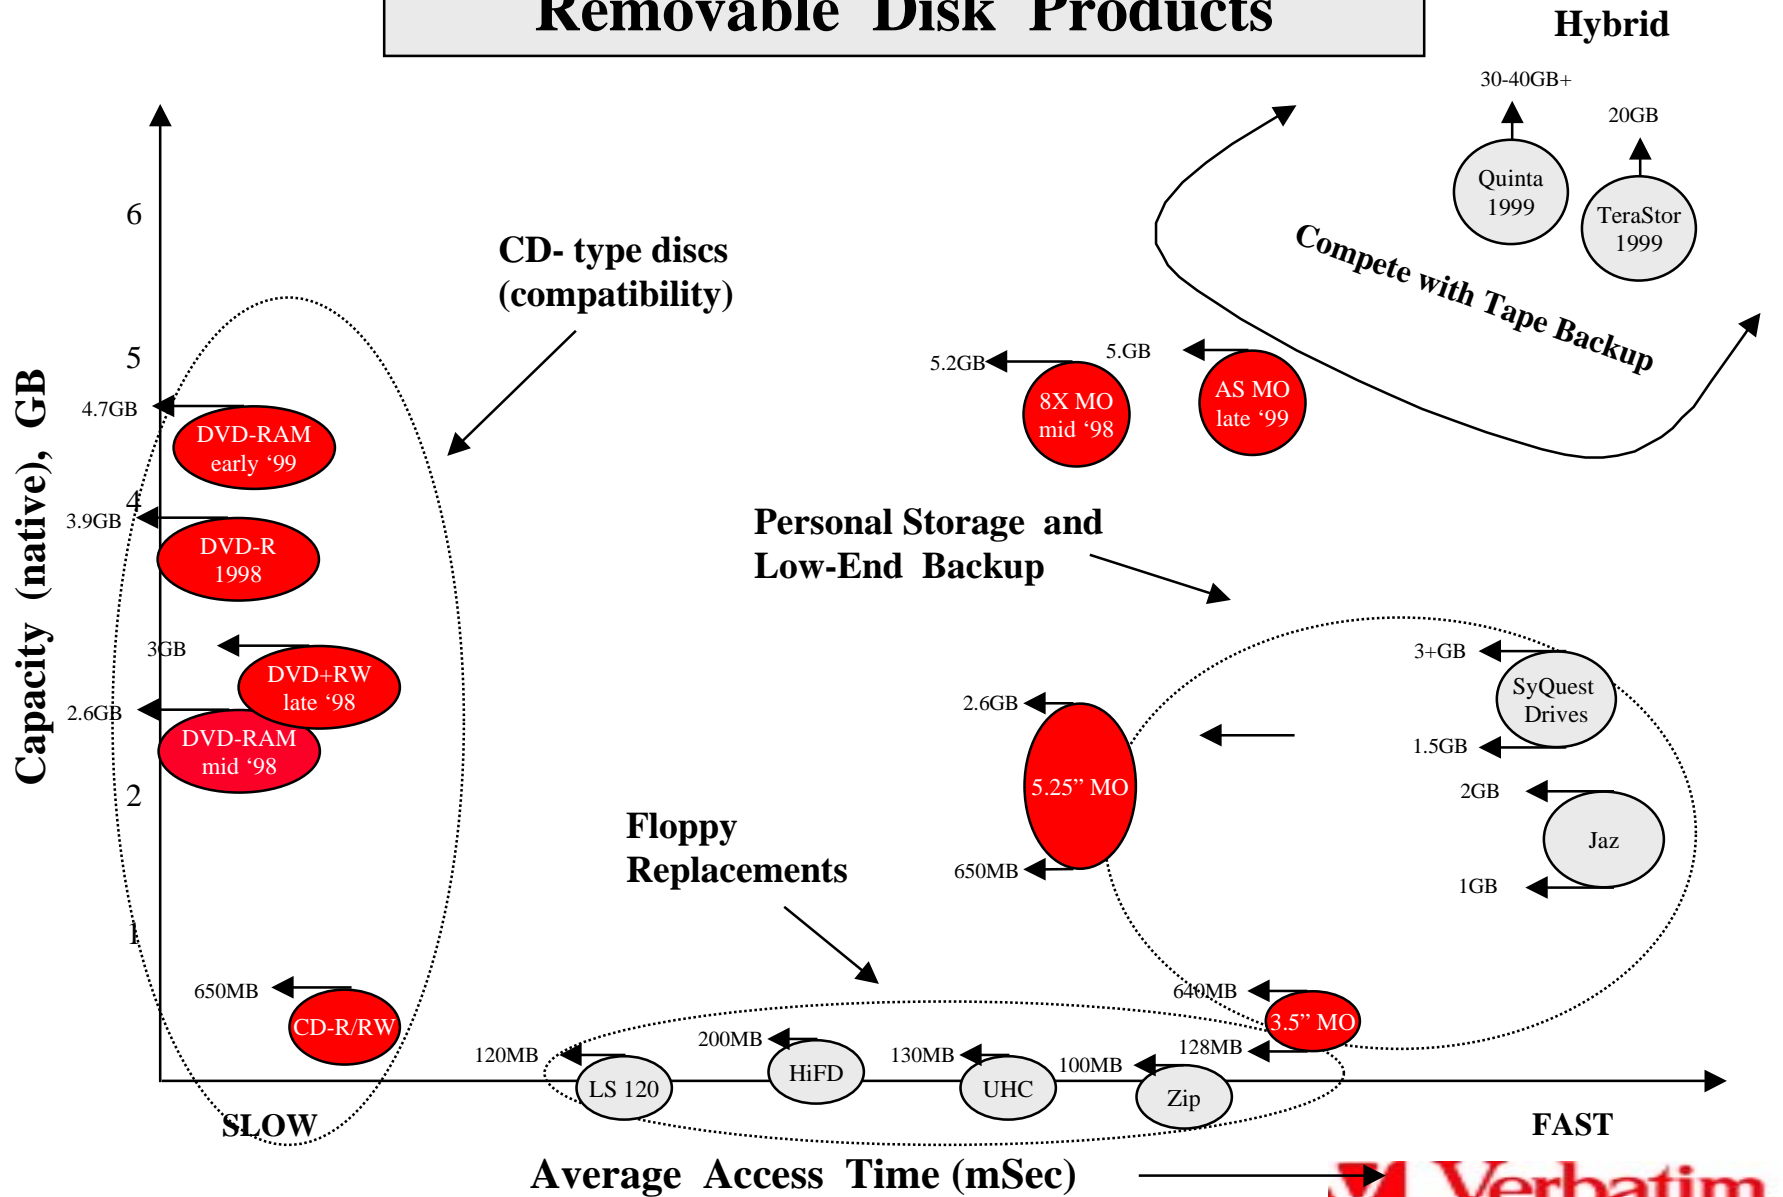 Removable Disk Products
Hybrid
30-40GB+
20GB
Quinta
1999
TeraStor
1999
Compete with Tape Backup
6
5
4
2
1
Capacity (native), GB
CD- type discs
(compatibility)
4.7GB
DVD-RAM
early ‘99
3.9GB
DVD-R
1998
3GB
DVD+RW
late ‘98
2.6GB
DVD-RAM
mid ‘98
650MB
CD-R/RW
5.2GB
8X MO
mid ‘98
5.GB
AS MO
late ‘99
Personal Storage and
Low-End Backup
3+GB
SyQuest
Drives
1.5GB
2GB
Jaz
1GB
2.6GB
5.25” MO
650MB
Floppy
Replacements
640MB
3.5” MO
128MB
120MB
LS 120
200MB
HiFD
130MB
UHC
100MB
Zip
SLOW
FAST
Average Access Time (mSec)
Verbatim